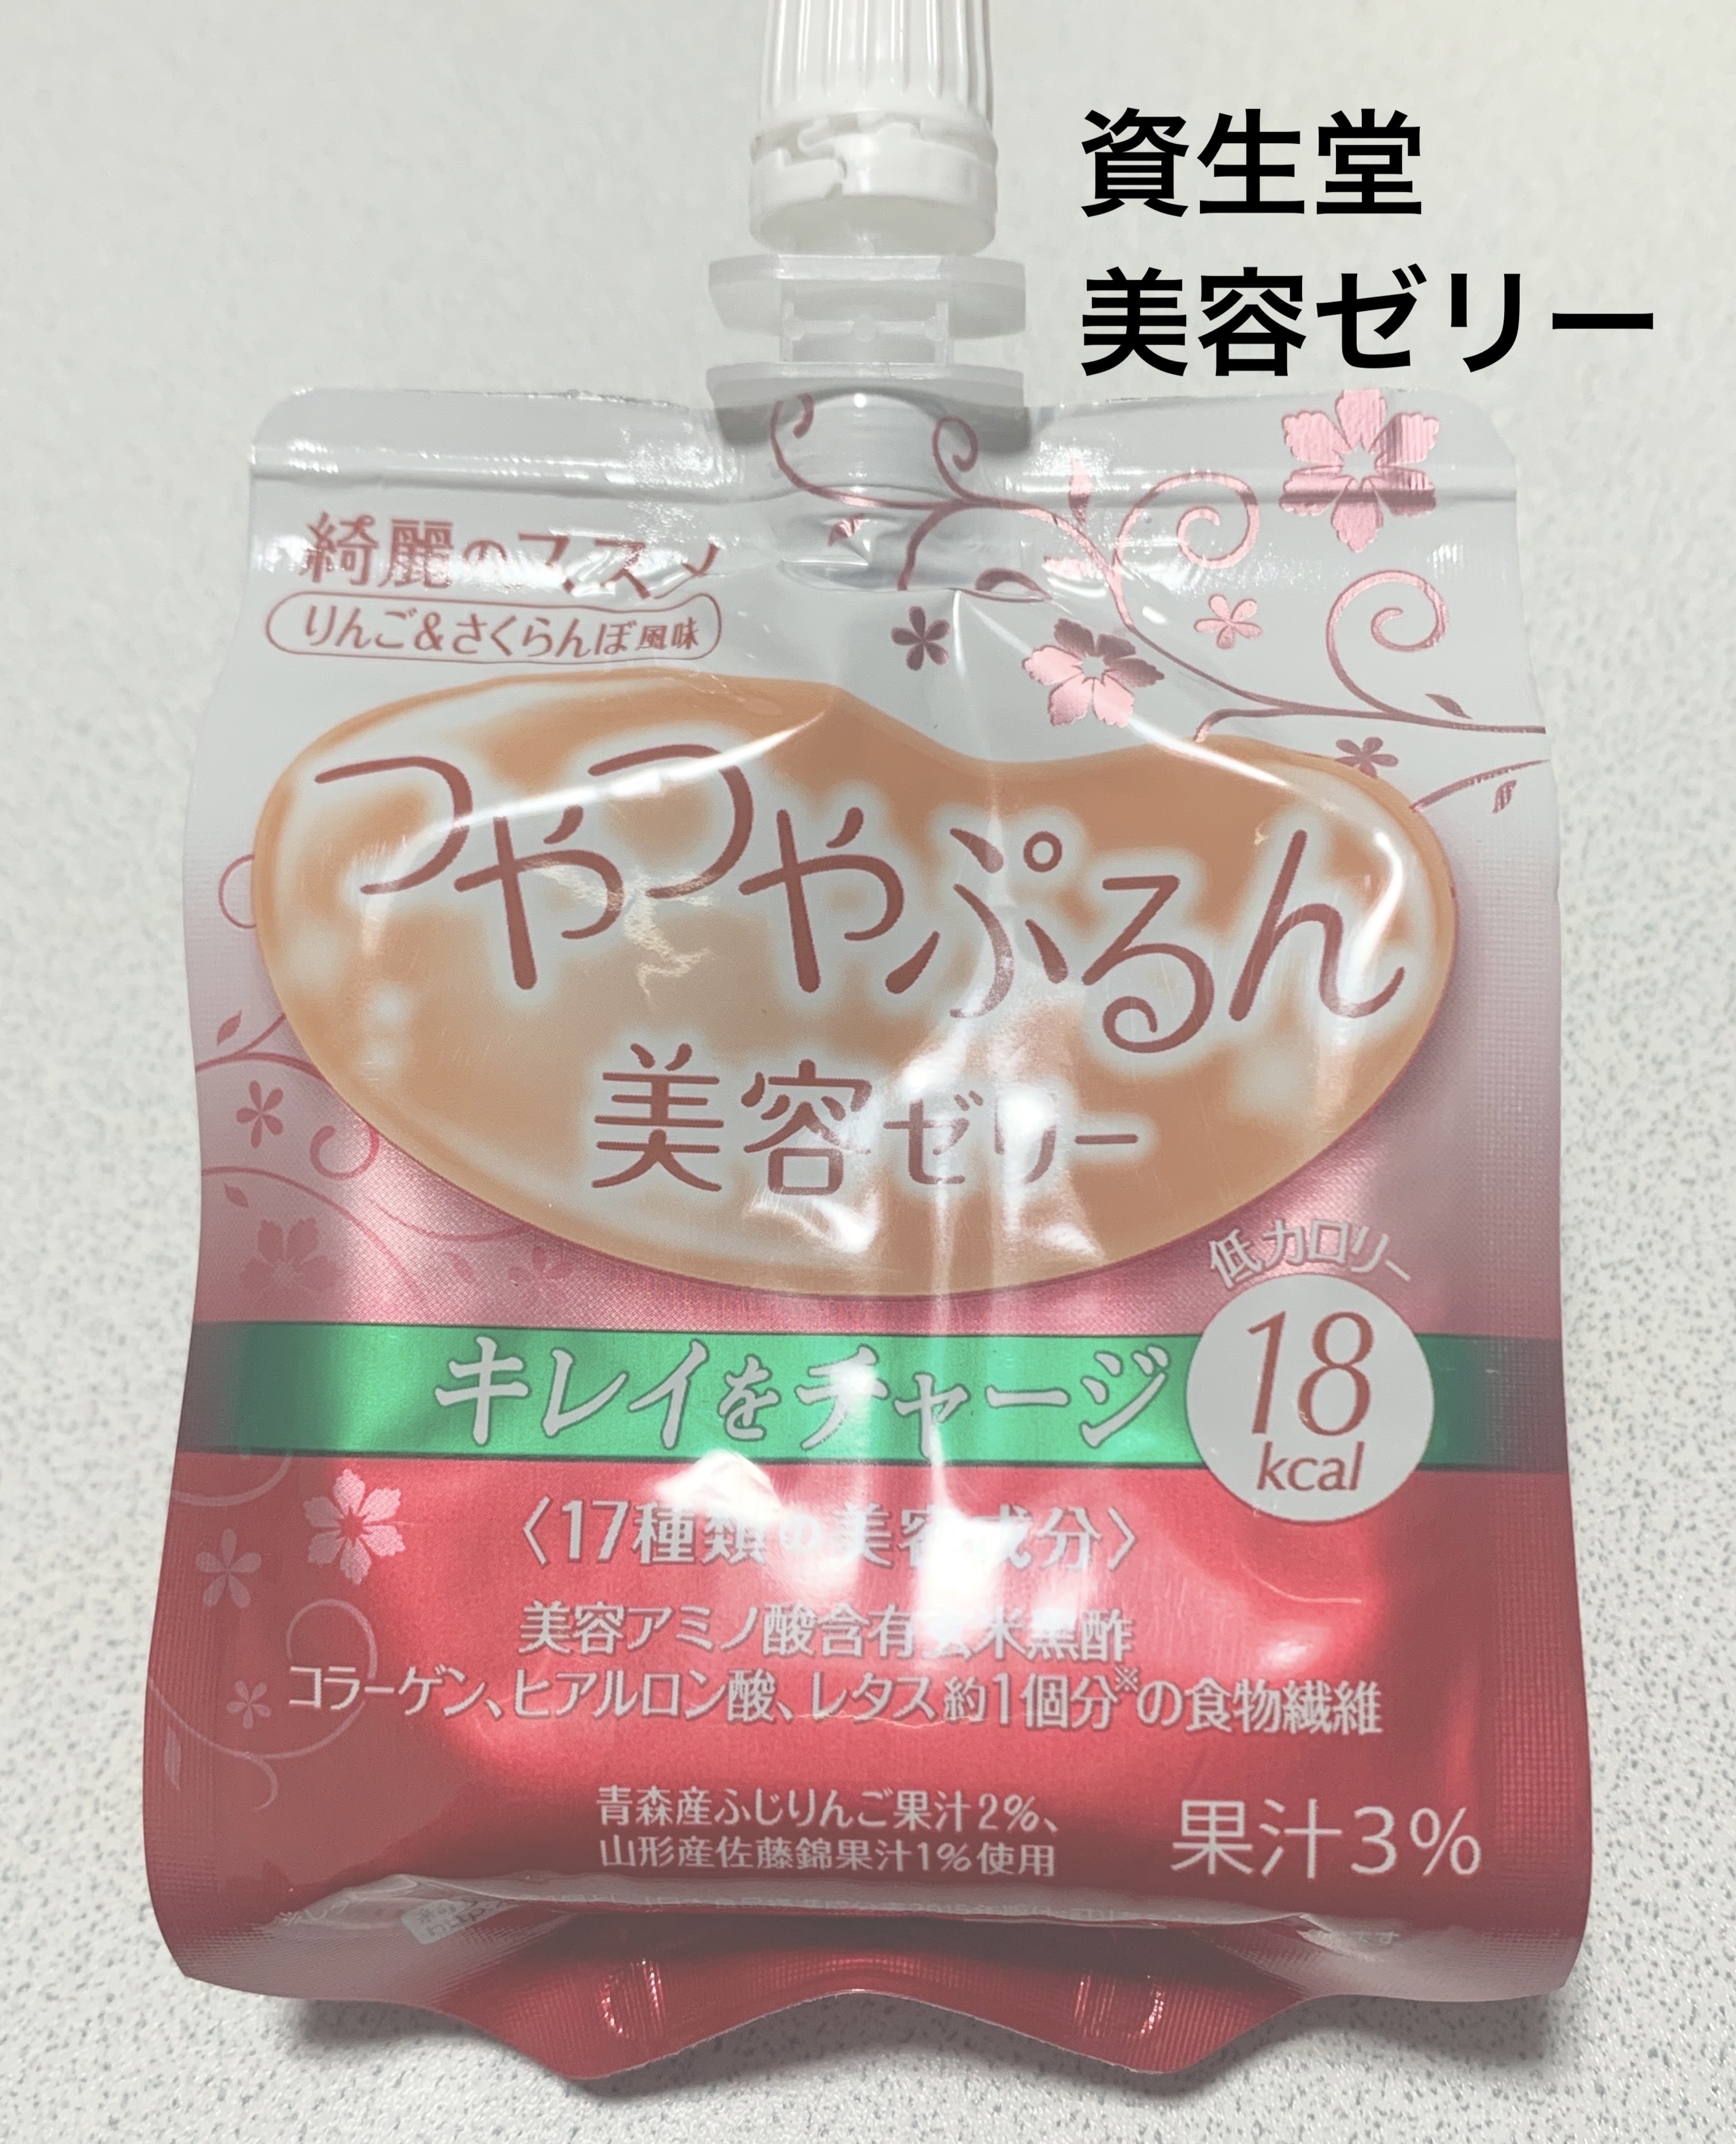 資生堂
美容ゼリー
綺麗のススメ
りんご&さくらんぼ風味
つやつやぷるん
美容ゼリー
低カロリー
18
kcal
キレイをチャージ
〈17種類の美容成分〉
美容アミノ酸含有玄米黒酢
コラーゲン、ヒアルロン酸、レタス約1個分※の食物繊維
青森産ふじりんご果汁2%、
山形産佐藤錦果汁1%使用
果汁3%